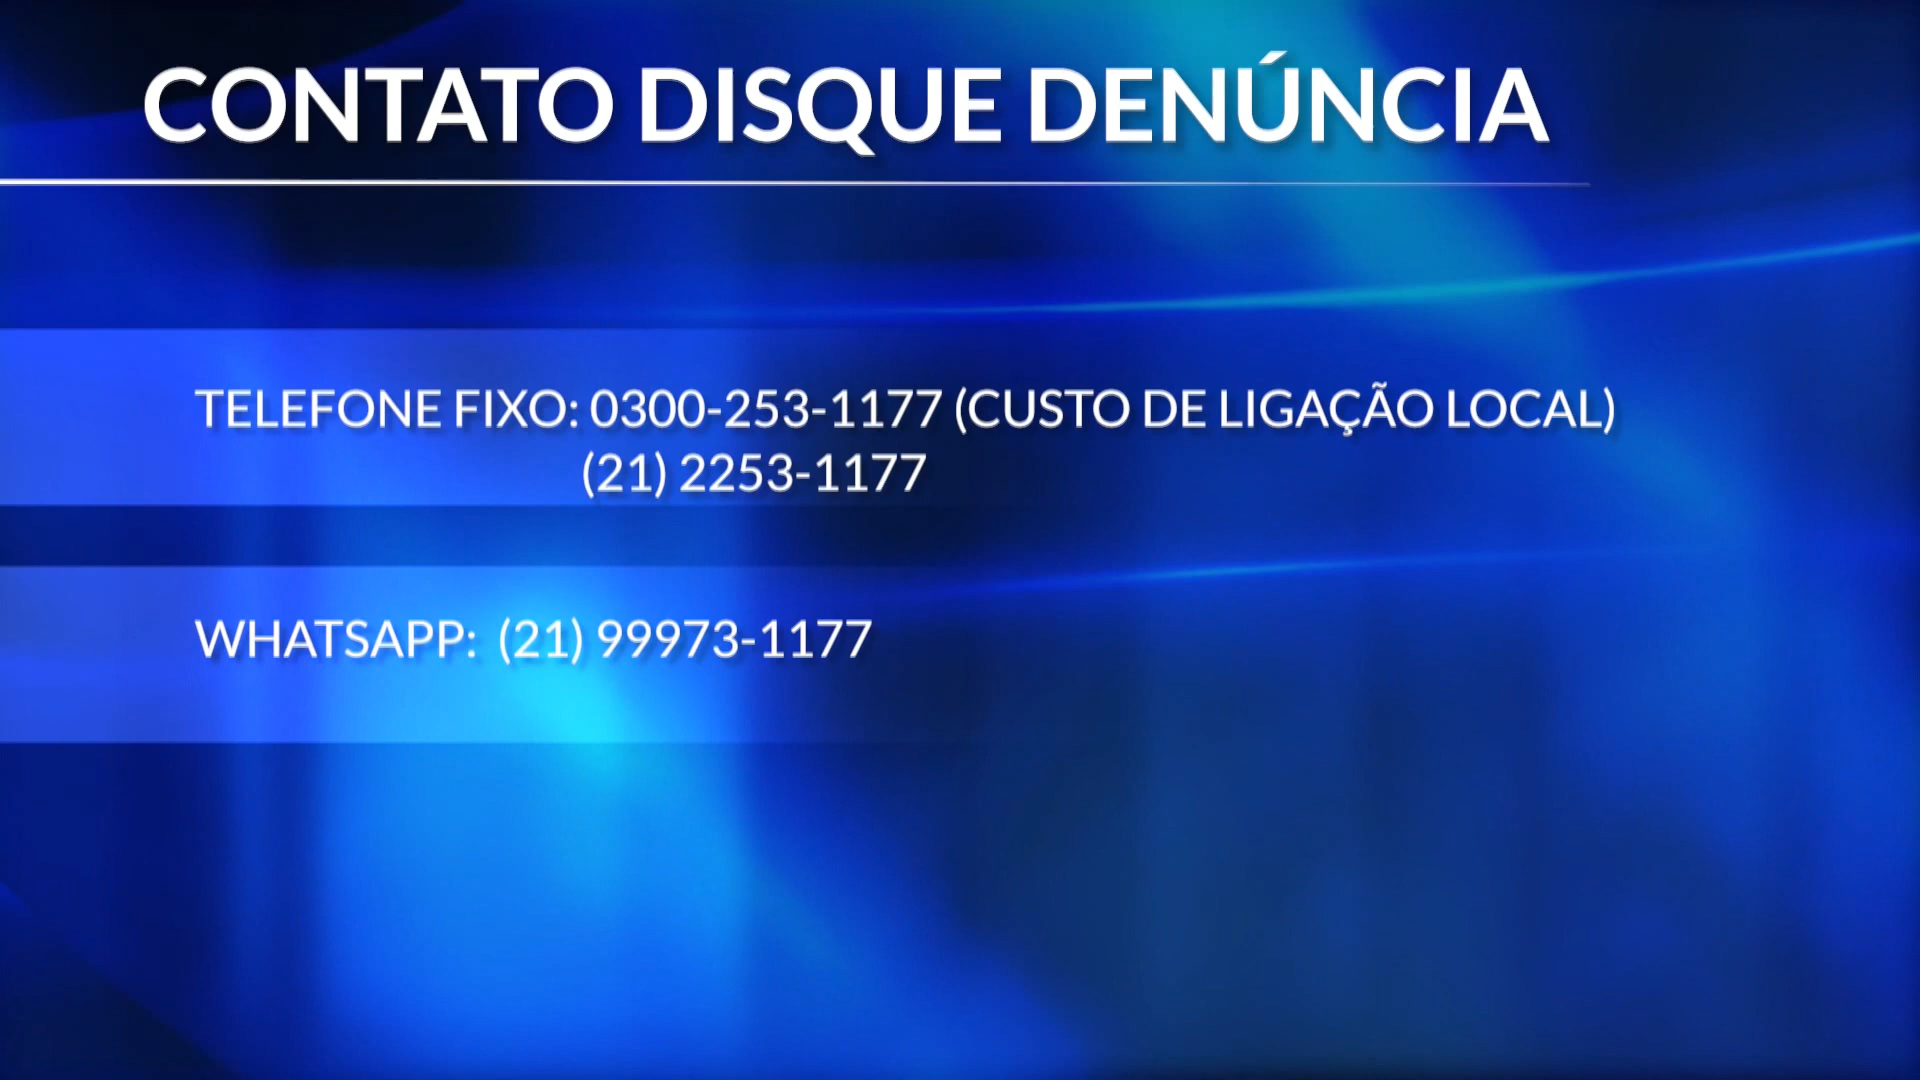 CONTATO DISQUE DENÚNCIA
TELEFONE FIXO: 0300-253-1177 (CUSTO DE LIGAÇÃO LOCAL)
(21) 2253-1177
WHATSAPP: (21) 99973-1177